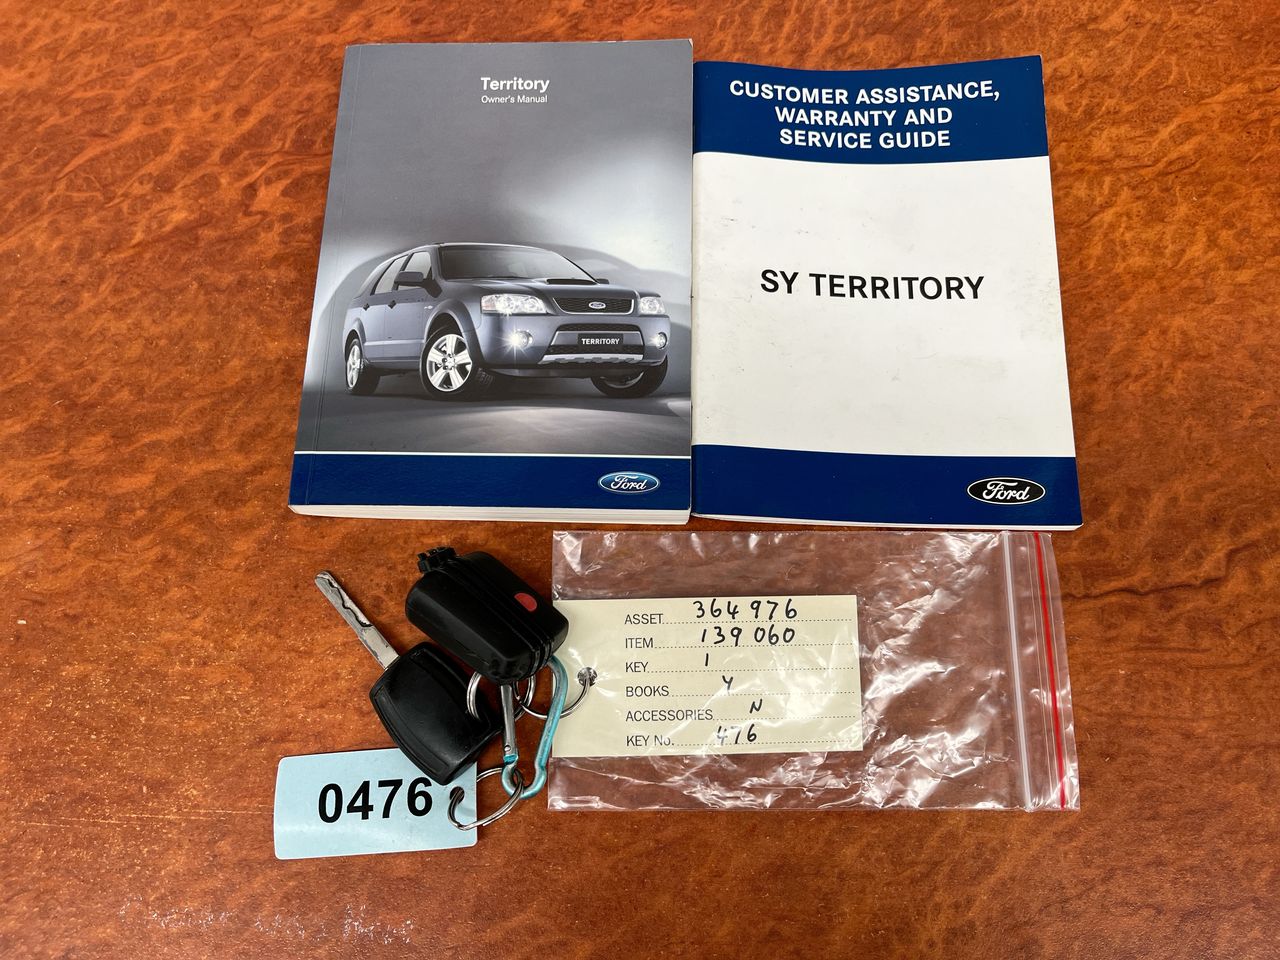 Territory
Owner's Manual
TERRITORY
Ford
CUSTOMER ASSISTANCE,
WARRANTY AND
SERVICE GUIDE
SY TERRITORY
Ford
ASSET 364976
ITEM 139060
KEY 1
BOOKS Y
ACCESSORIES N
KEY No. 476
0476